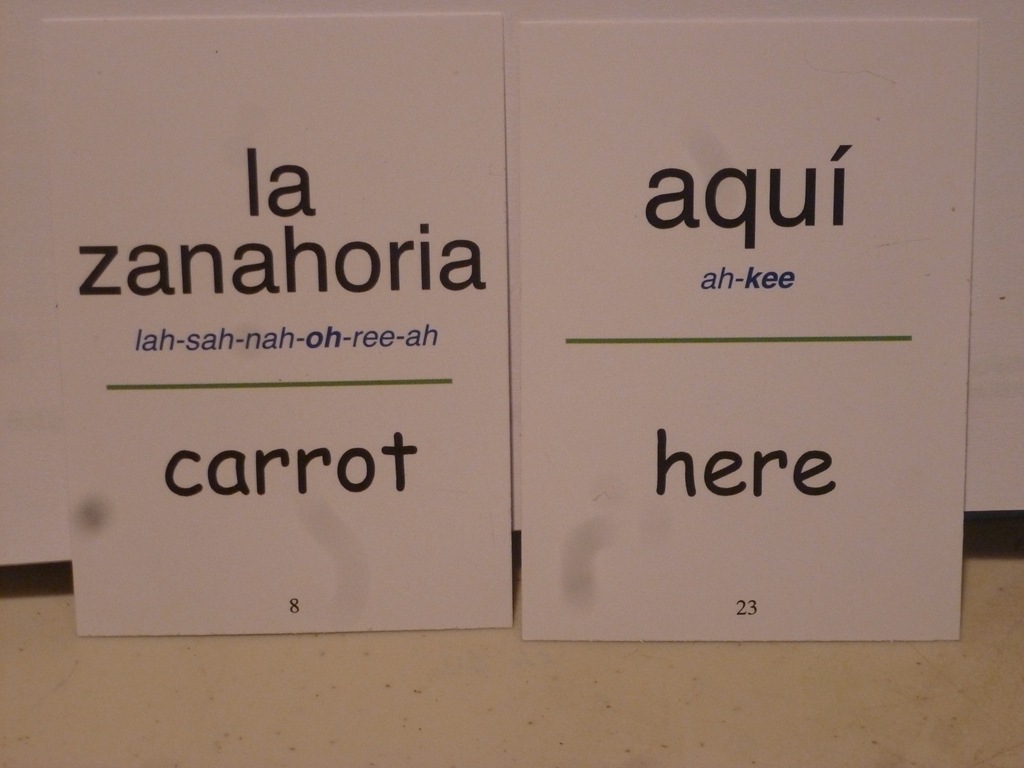 la
zanahoria
lah-sah-nah-oh-ree-ah
carrot
8
aquí
ah-kee
here
23